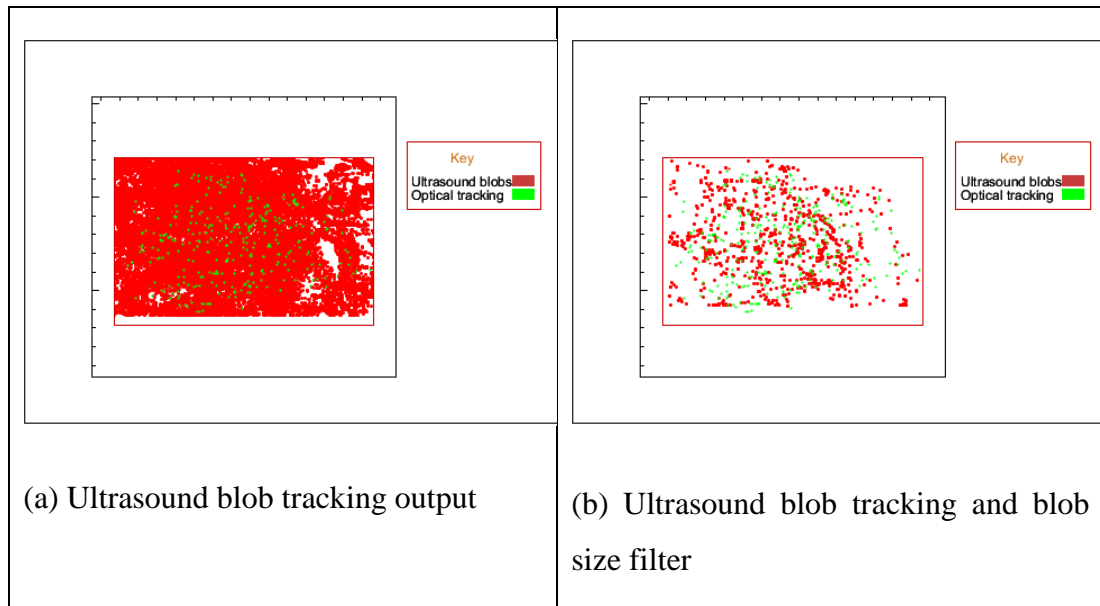 Key
Ultrasound blobs
Optical tracking
(a) Ultrasound blob tracking output
Key
Ultrasound blobs
Optical tracking
(b) Ultrasound blob tracking and blob
size filter